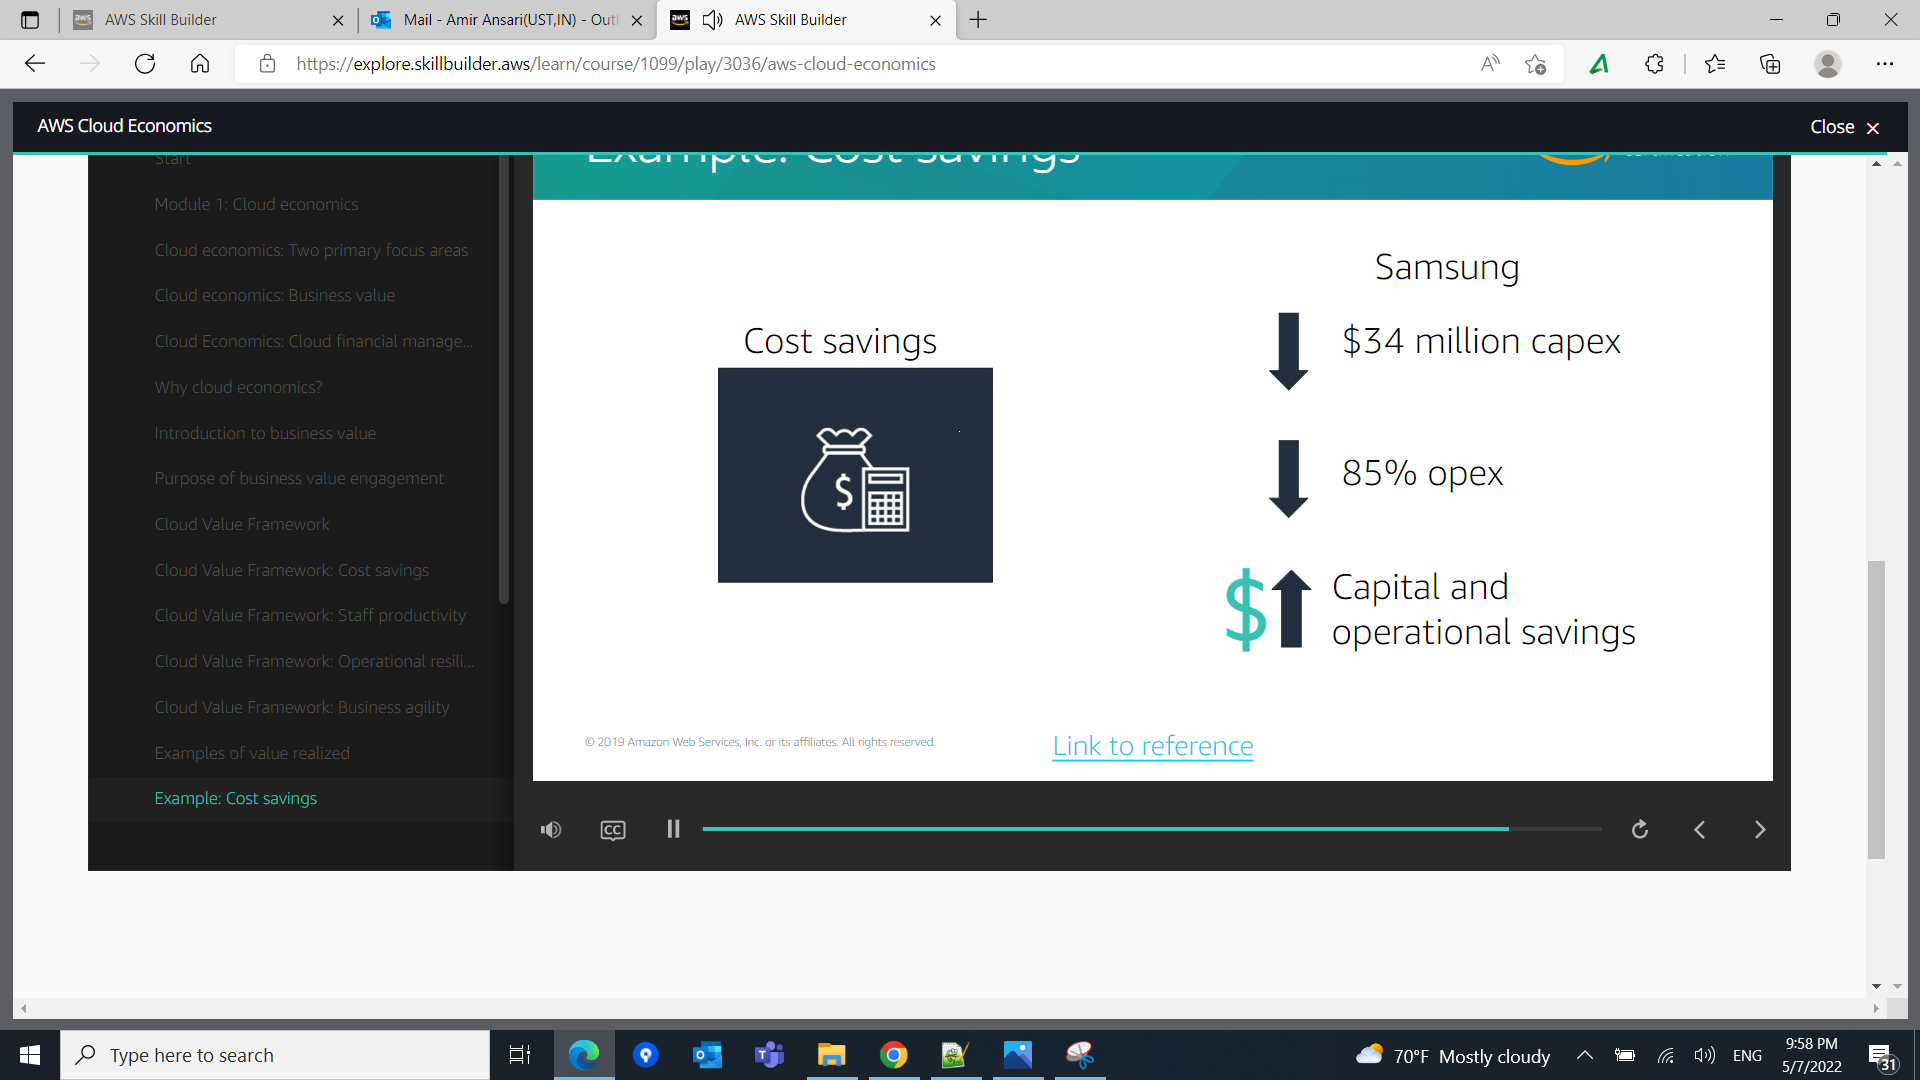 AWS Skill Builder
Mail - Amir Ansari(UST,IN) - Outl
AWS Skill Builder
https://explore.skillbuilder.aws/learn/course/1099/play/3036/aws-cloud-economics
AWS Cloud Economics
Close
Start
Module 1: Cloud economics
Cloud economics: Two primary focus areas
Cloud economics: Business value
Cloud Economics: Cloud financial manage...
Why cloud economics?
Introduction to business value
Purpose of business value engagement
Cloud Value Framework
Cloud Value Framework: Cost savings
Cloud Value Framework: Staff productivity
Cloud Value Framework: Operational resili...
Cloud Value Framework: Business agility
Examples of value realized
Example: Cost savings
Example: Cost savings
Cost savings
$
Samsung
$34 million capex
85% opex
$
Capital and
operational savings
© 2019 Amazon Web Services, Inc. or its affiliates. All rights reserved.
Link to reference
CC
Type here to search
70°F Mostly cloudy
ENG
9:58 PM
5/7/2022
31